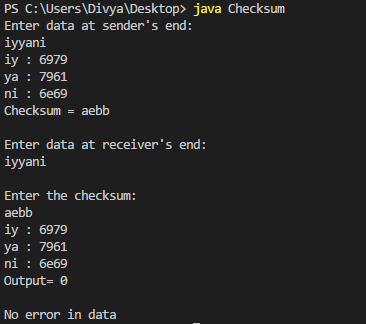 PS C:\Users\Divya\Desktop> java Checksum
Enter data at sender's end:
iyyani
iy : 6979
ya : 7961
ni : 6e69
Checksum = aebb
Enter data at receiver's end:
iyyani
Enter the checksum:
aebb
iy : 6979
ya : 7961
ni : 6e69
Output= 0
No error in data